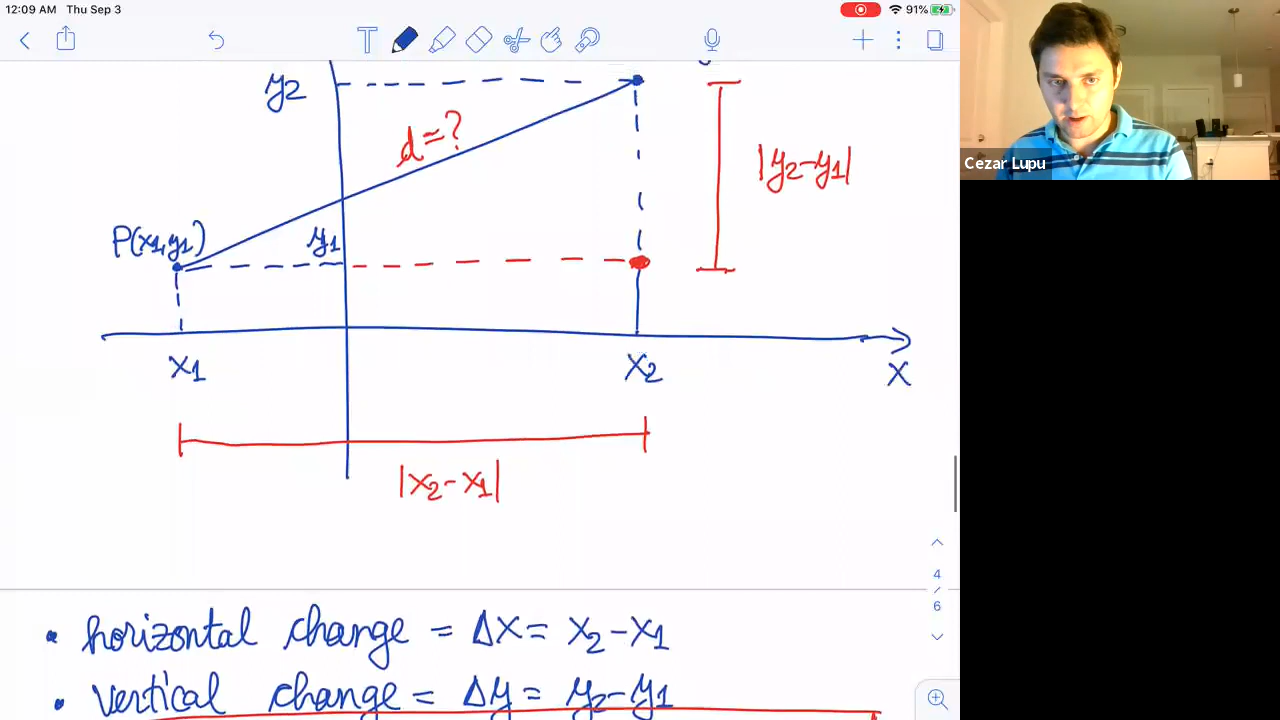 12:09 AM Thu Sep 3
91%
T
y2
d=?
|y2-y1|
Cezar Lupu
P(x1,y1)
y1
x1
x2
x
|x2-x1|
4
/
6
• horizontal change = Δx = x2-x1
• vertical change = Δy = y2-y1